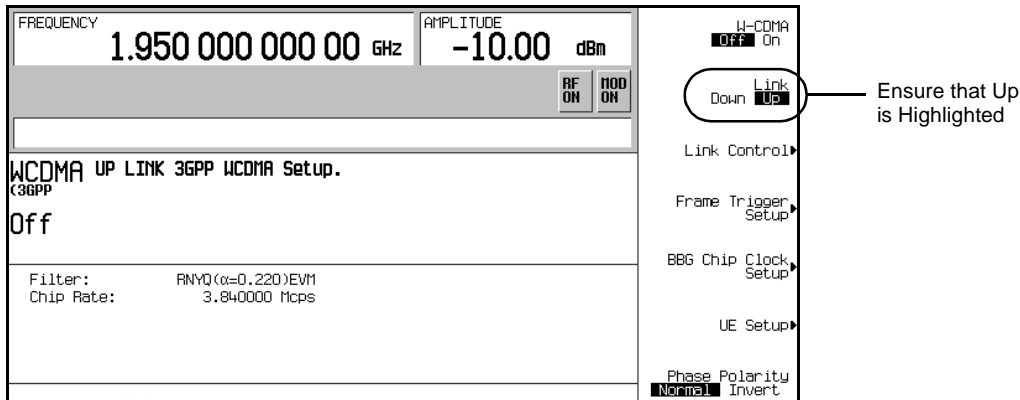 FREQUENCY
1.950 000 000 00 GHz
AMPLITUDE
-10.00 dBm
RF
ON
MOD
ON
WCDMA UP LINK 3GPP WCDMA Setup.
(3GPP
Off
Filter: RNYQ(α=0.220)EVM
Chip Rate: 3.840000 Mcps
W-CDMA
Off On
Link
Down Up
Link Control
Frame Trigger
Setup
BBG Chip Clock
Setup
UE Setup
Phase Polarity
Normal Invert
Ensure that Up
is Highlighted